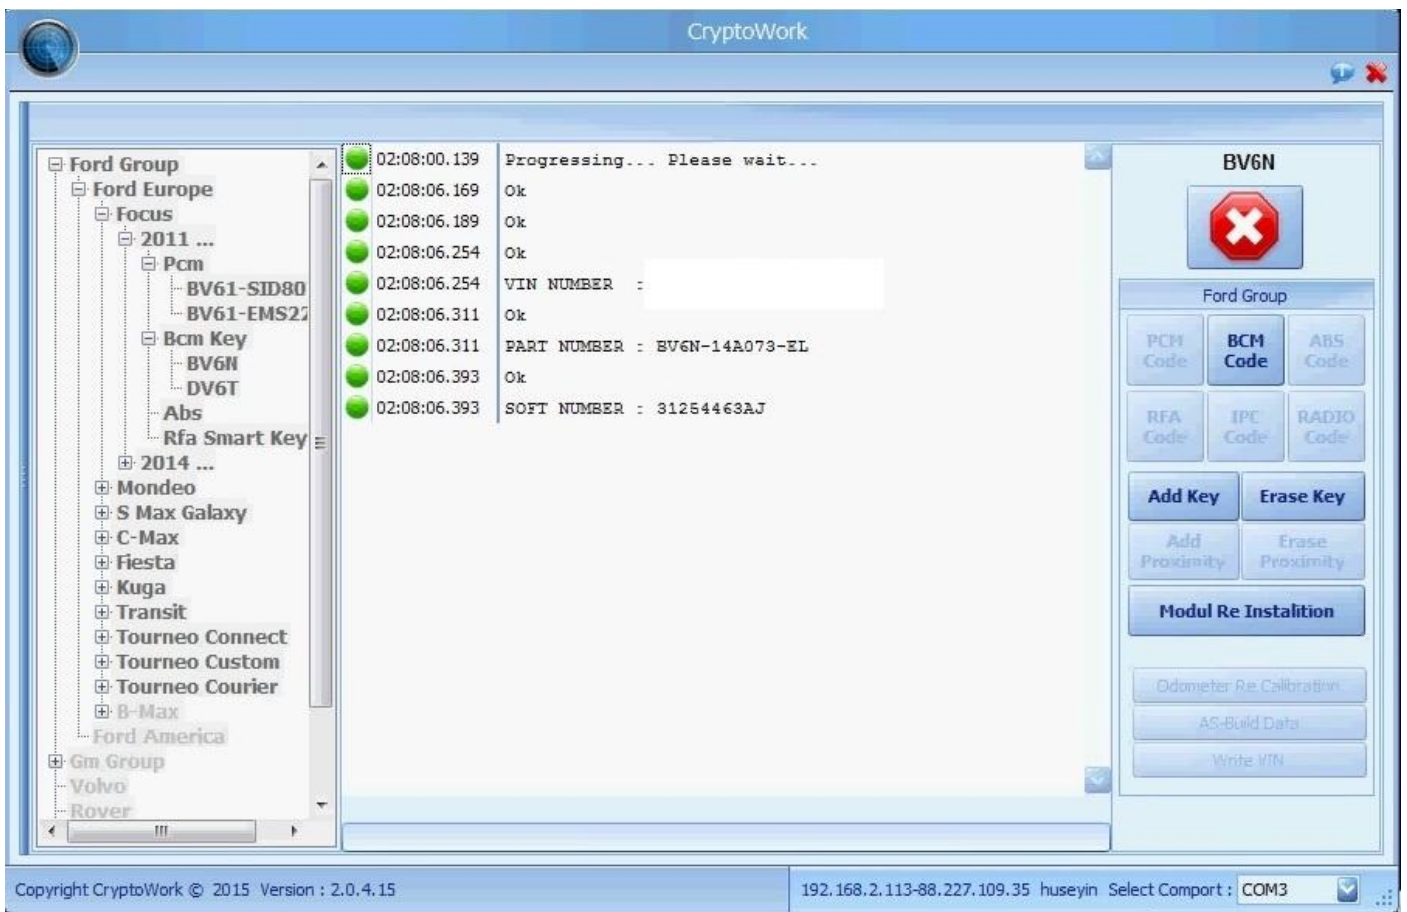 CryptoWork
Ford Group
Ford Europe
Focus
2011 ...
Pcm
BV61-SID80
BV61-EMS22
Bcm Key
BV6N
DV6T
Abs
Rfa Smart Key
2014 ...
Mondeo
S Max Galaxy
C-Max
Fiesta
Kuga
Transit
Tourneo Connect
Tourneo Custom
Tourneo Courier
B-Max
Ford America
Gm Group
Volvo
Rover
02:08:00.139 Progressing... Please wait...
02:08:06.169 Ok
02:08:06.189 Ok
02:08:06.254 Ok
02:08:06.254 VIN NUMBER :
02:08:06.311 Ok
02:08:06.311 PART NUMBER : BV6N-14A073-EL
02:08:06.393 Ok
02:08:06.393 SOFT NUMBER : 31254463AJ
BV6N
Ford Group
PCM Code
BCM Code
ABS Code
RFA Code
IPC Code
RADIO Code
Add Key
Erase Key
Add Proximity
Erase Proximity
Modul Re Instalition
Odometer Re Calibration
AS-Build Data
Write VIN
Copyright CryptoWork © 2015 Version : 2.0.4.15
192.168.2.113-88.227.109.35 huseyin Select Comport : COM3